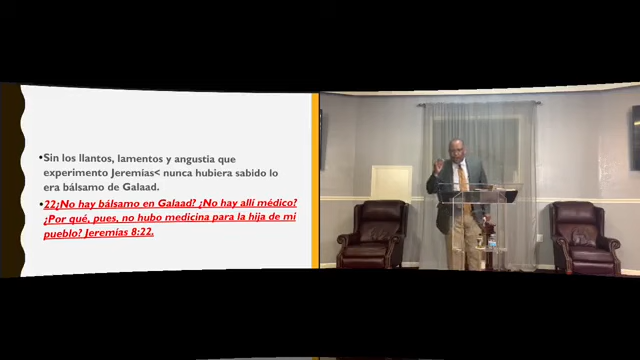 •Sin los llantos, lamentos y angustia que
experimento Jeremías< nunca hubiera sabido lo
era bálsamo de Galaad.
•22¿No hay bálsamo en Galaad? ¿No hay allí médico?
¿Por qué, pues, no hubo medicina para la hija de mi
pueblo? Jeremías 8:22.